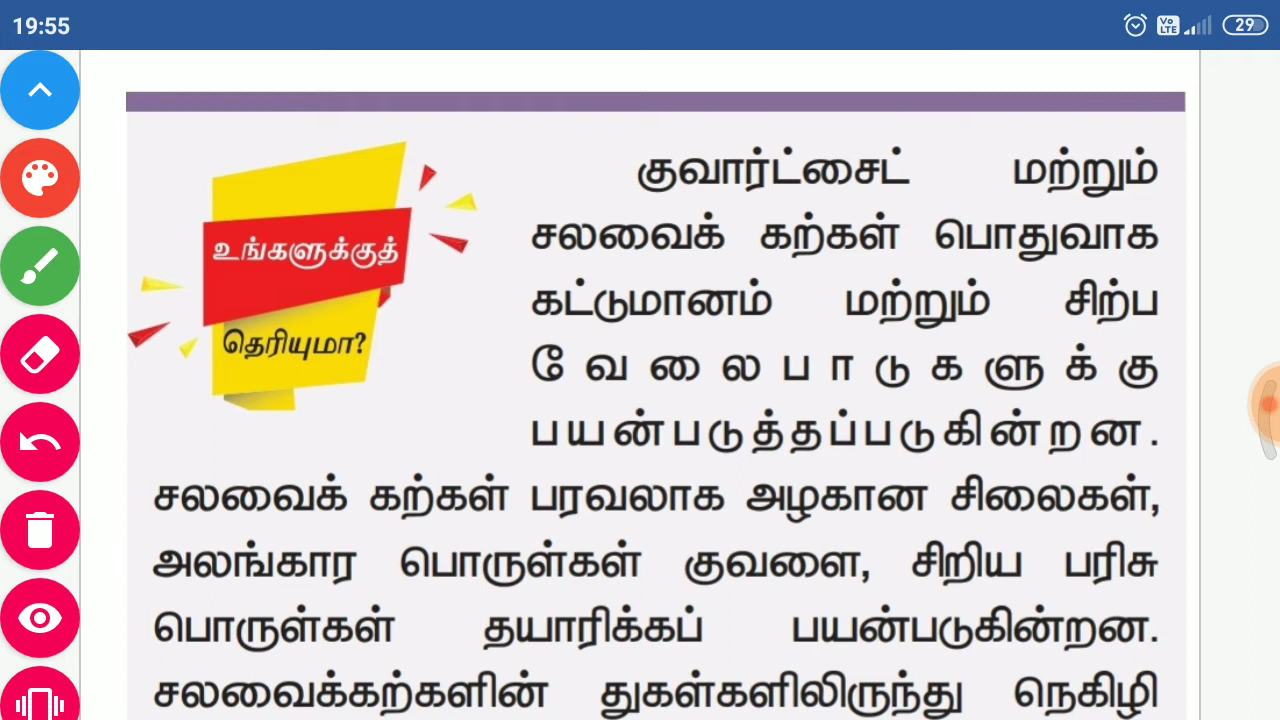 19:55
Vo LTE
29
உங்களுக்குத்
தெரியுமா?
குவார்ட்சைட் மற்றும்
சலவைக் கற்கள் பொதுவாக
கட்டுமானம் மற்றும் சிற்ப
வேலைபாடுகளுக்கு
பயன்படுத்தப்படுகின்றன.
சலவைக் கற்கள் பரவலாக அழகான சிலைகள்,
அலங்கார பொருள்கள் குவளை, சிறிய பரிசு
பொருள்கள் தயாரிக்கப் பயன்படுகின்றன.
சலவைக்கற்களின் துகள்களிலிருந்து நெகிழி